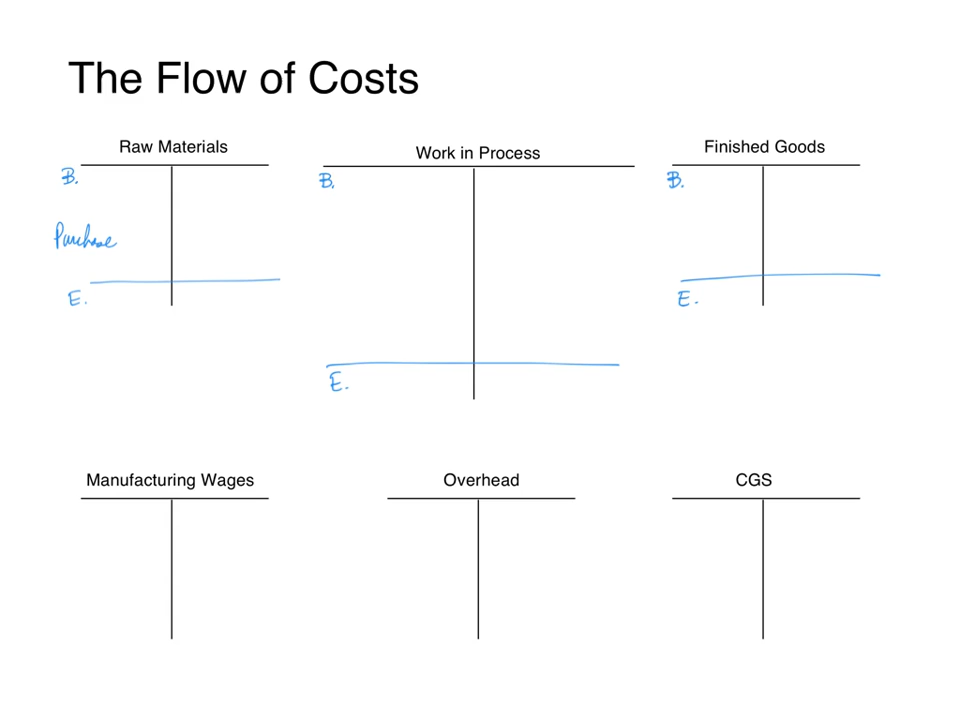 The Flow of Costs
Raw Materials
Work in Process
Finished Goods
B.
B.
B.
Purchase
E.
E.
E.
Manufacturing Wages
Overhead
CGS